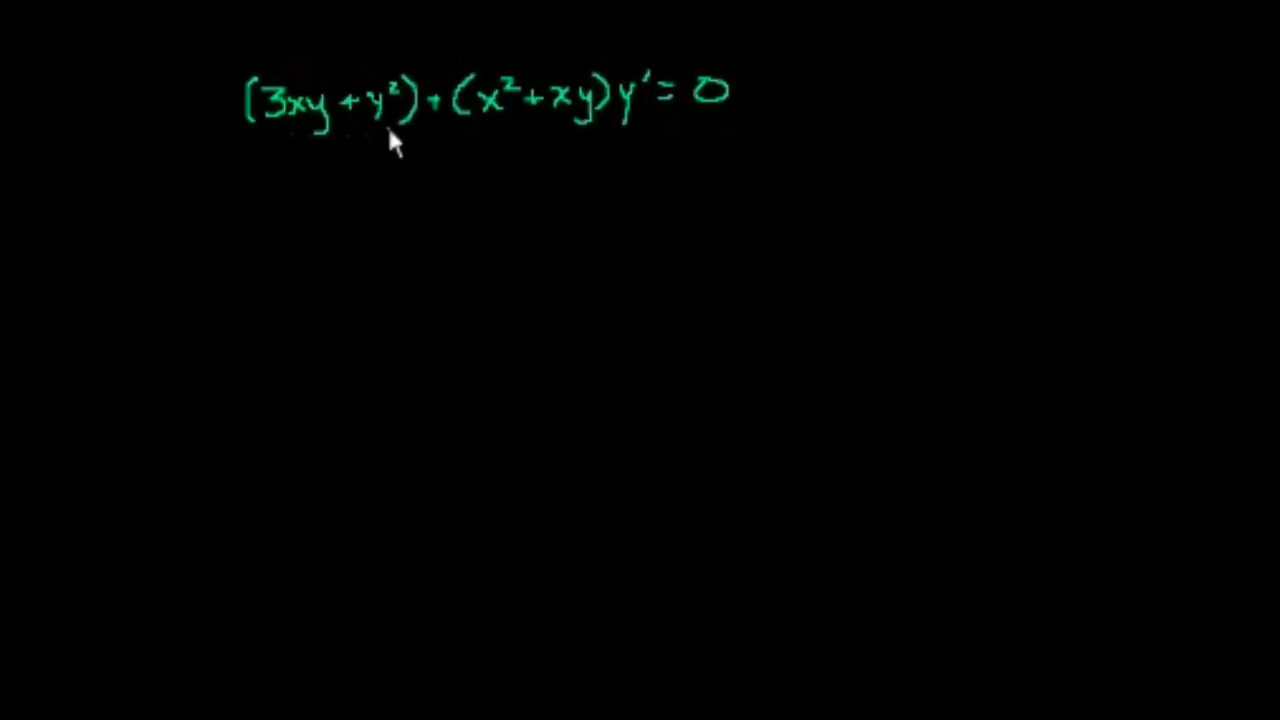 (3xy + y²) + (x² + xy) y' = 0